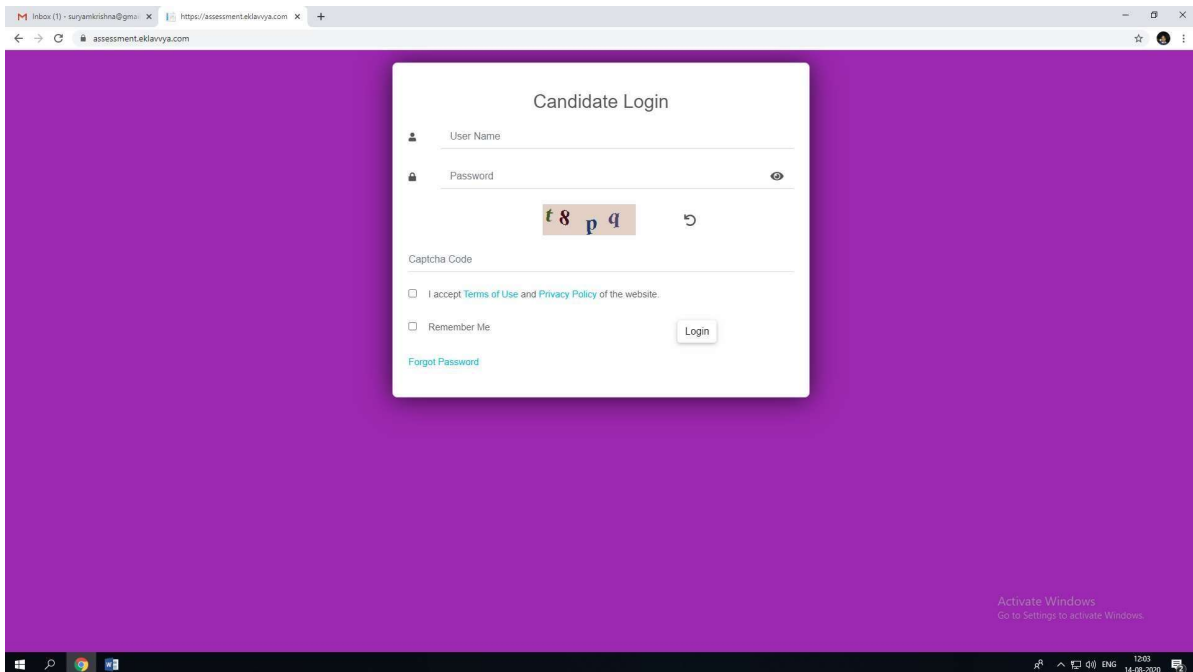 Inbox (1) - suryamkrishna@gma
https://assessment.eklavvya.com
assessment.eklavvya.com
Candidate Login
User Name
Password
t8pq
Captcha Code
I accept Terms of Use and Privacy Policy of the website.
Remember Me
Login
Forgot Password
Activate Windows
Go to Settings to activate Windows.
ENG
12:03
14-08-2020